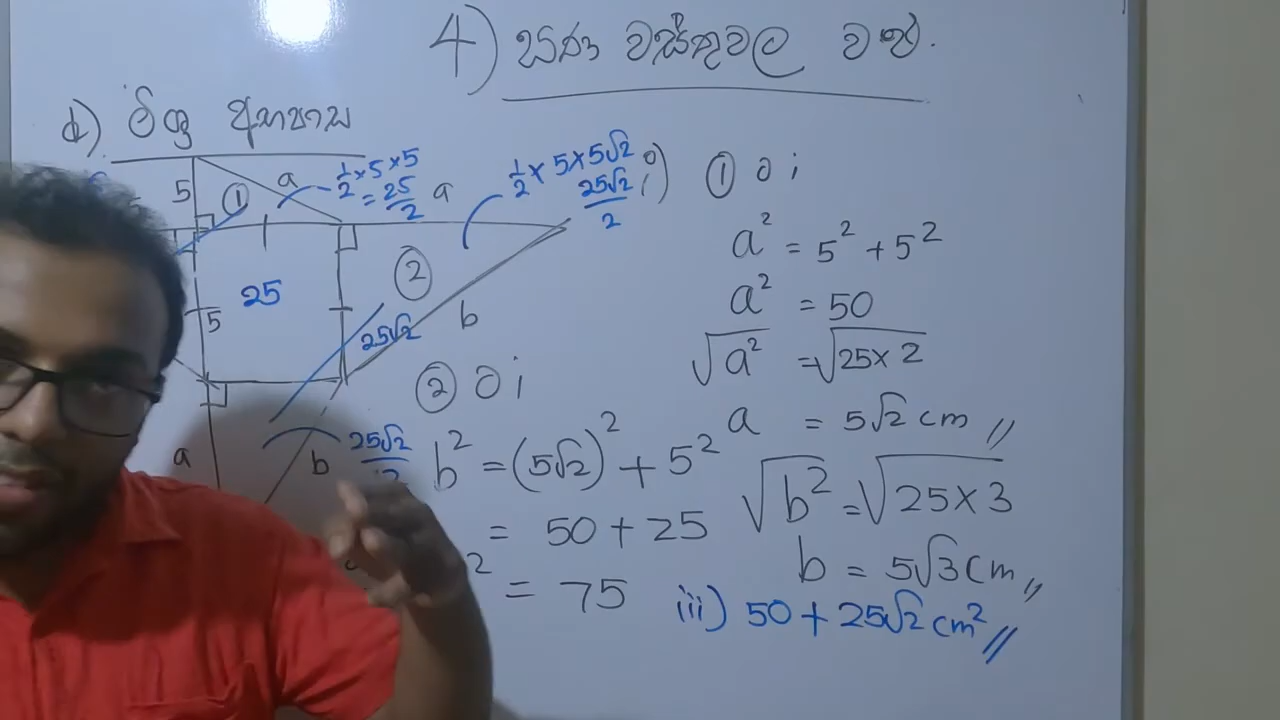 4) ඝණ වස්තුවල වප.
d) මිශ්‍ර අභ්‍යාස
5
①
a
½ × 5 × 5
= 25/2
a
½ × 5 × 5√2
25√2/2
i) ① ට i
a² = 5² + 5²
a² = 50
√a² = √25×2
a = 5√2 cm //
25
②
5
25√2
b
② ට i
a
b
25√2
b² = (5√2)² + 5²
= 50 + 25
² = 75
√b² = √25×3
b = 5√3 cm //
iii) 50 + 25√2 cm² //